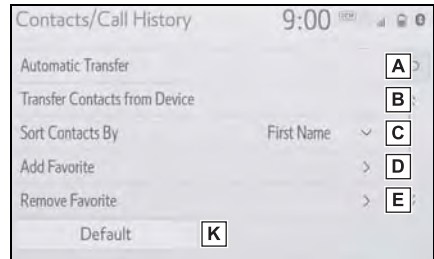 Contacts/Call History 9:00
Automatic Transfer A
Transfer Contacts from Device B
Sort Contacts By First Name C
Add Favorite D
Remove Favorite E
Default K